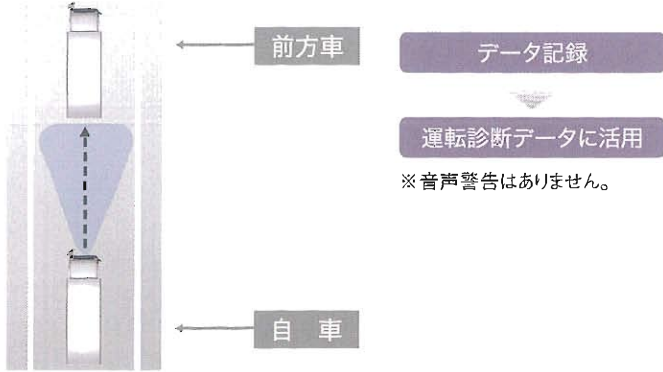 前方車
データ記録
運転診断データに活用
※音声警告はありません。
自 車